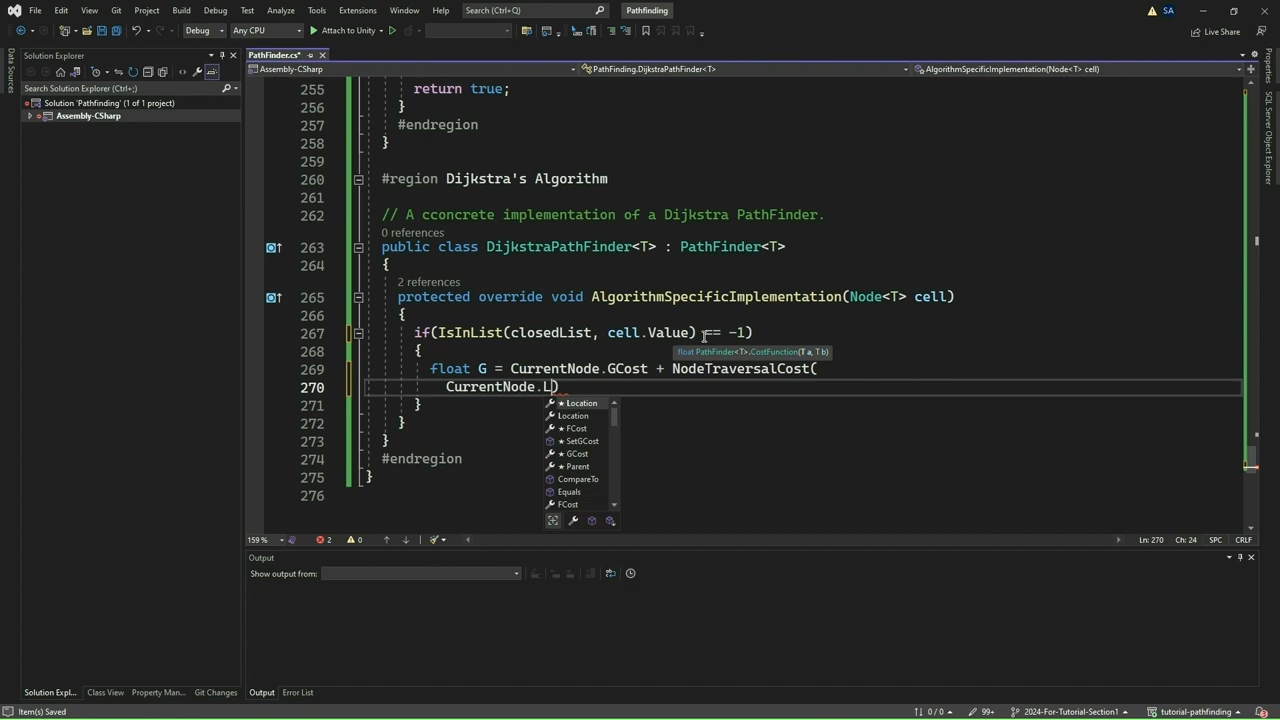 File Edit View Git Project Build Debug Test Analyze Tools Extensions Window Help Search (Ctrl+Q) Pathfinding SA
Debug Any CPU Attach to Unity Live Share
Data Sources
Solution Explorer
Search Solution Explorer (Ctrl+;)
Solution 'Pathfinding' (1 of 1 project)
Assembly-CSharp
PathFinder.cs*
Assembly-CSharp PathFinding.DijkstraPathFinder<T> AlgorithmSpecificImplementation(Node<T> cell)
255 return true;
256 }
257 #endregion
258 }
259
260 #region Dijkstra's Algorithm
261
262 // A cconcrete implementation of a Dijkstra PathFinder.
0 references
263 public class DijkstraPathFinder<T> : PathFinder<T>
264 {
2 references
265 protected override void AlgorithmSpecificImplementation(Node<T> cell)
266 {
267 if(IsInList(closedList, cell.Value) == -1)
268 {
float PathFinder<T>.CostFunction(T a, T b)
269 float G = CurrentNode.GCost + NodeTraversalCost(
270 CurrentNode.L)
271 }
272 }
273 }
274 #endregion
275 }
276
★ Location
Location
★ FCost
★ SetGCost
★ GCost
★ Parent
CompareTo
Equals
FCost
159 % 2 0 Ln: 270 Ch: 24 SPC CRLF
Output
Show output from:
Properties
SQL Server Object Explorer
Solution Expl... Class View Property Man... Git Changes Output Error List
Item(s) Saved 0 / 0 99+ 2024-For-Tutorial-Section1 tutorial-pathfinding 3